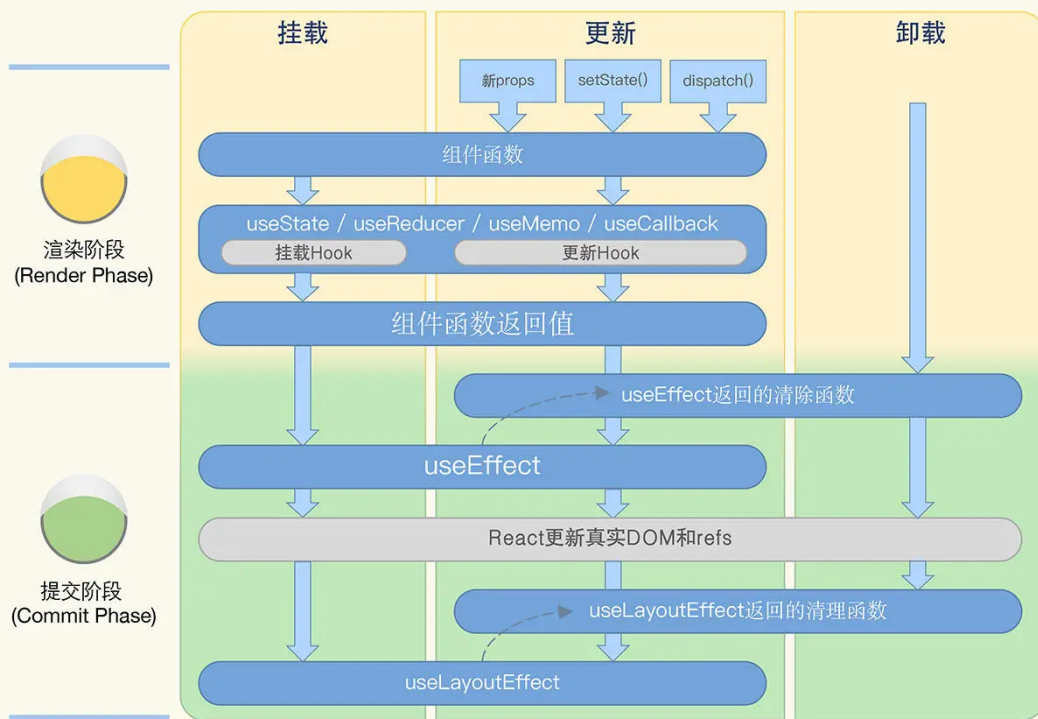 挂载
更新
卸载
新props
setState()
dispatch()
组件函数
useState / useReducer / useMemo / useCallback
挂载Hook
更新Hook
渲染阶段
(Render Phase)
组件函数返回值
useEffect返回的清除函数
useEffect
React更新真实DOM和refs
提交阶段
(Commit Phase)
useLayoutEffect返回的清理函数
useLayoutEffect